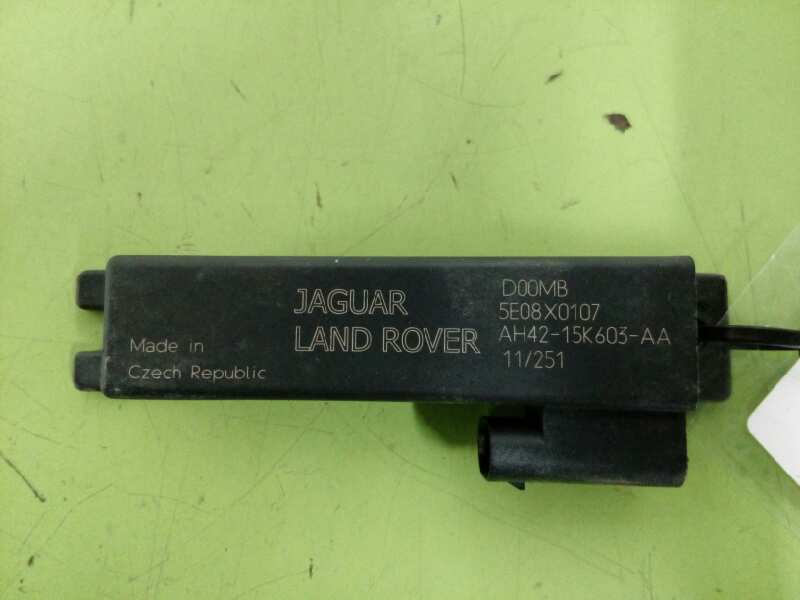 JAGUAR
LAND ROVER
D00MB
5E08X0107
AH42-15K603-AA
11/251
Made in
Czech Republic